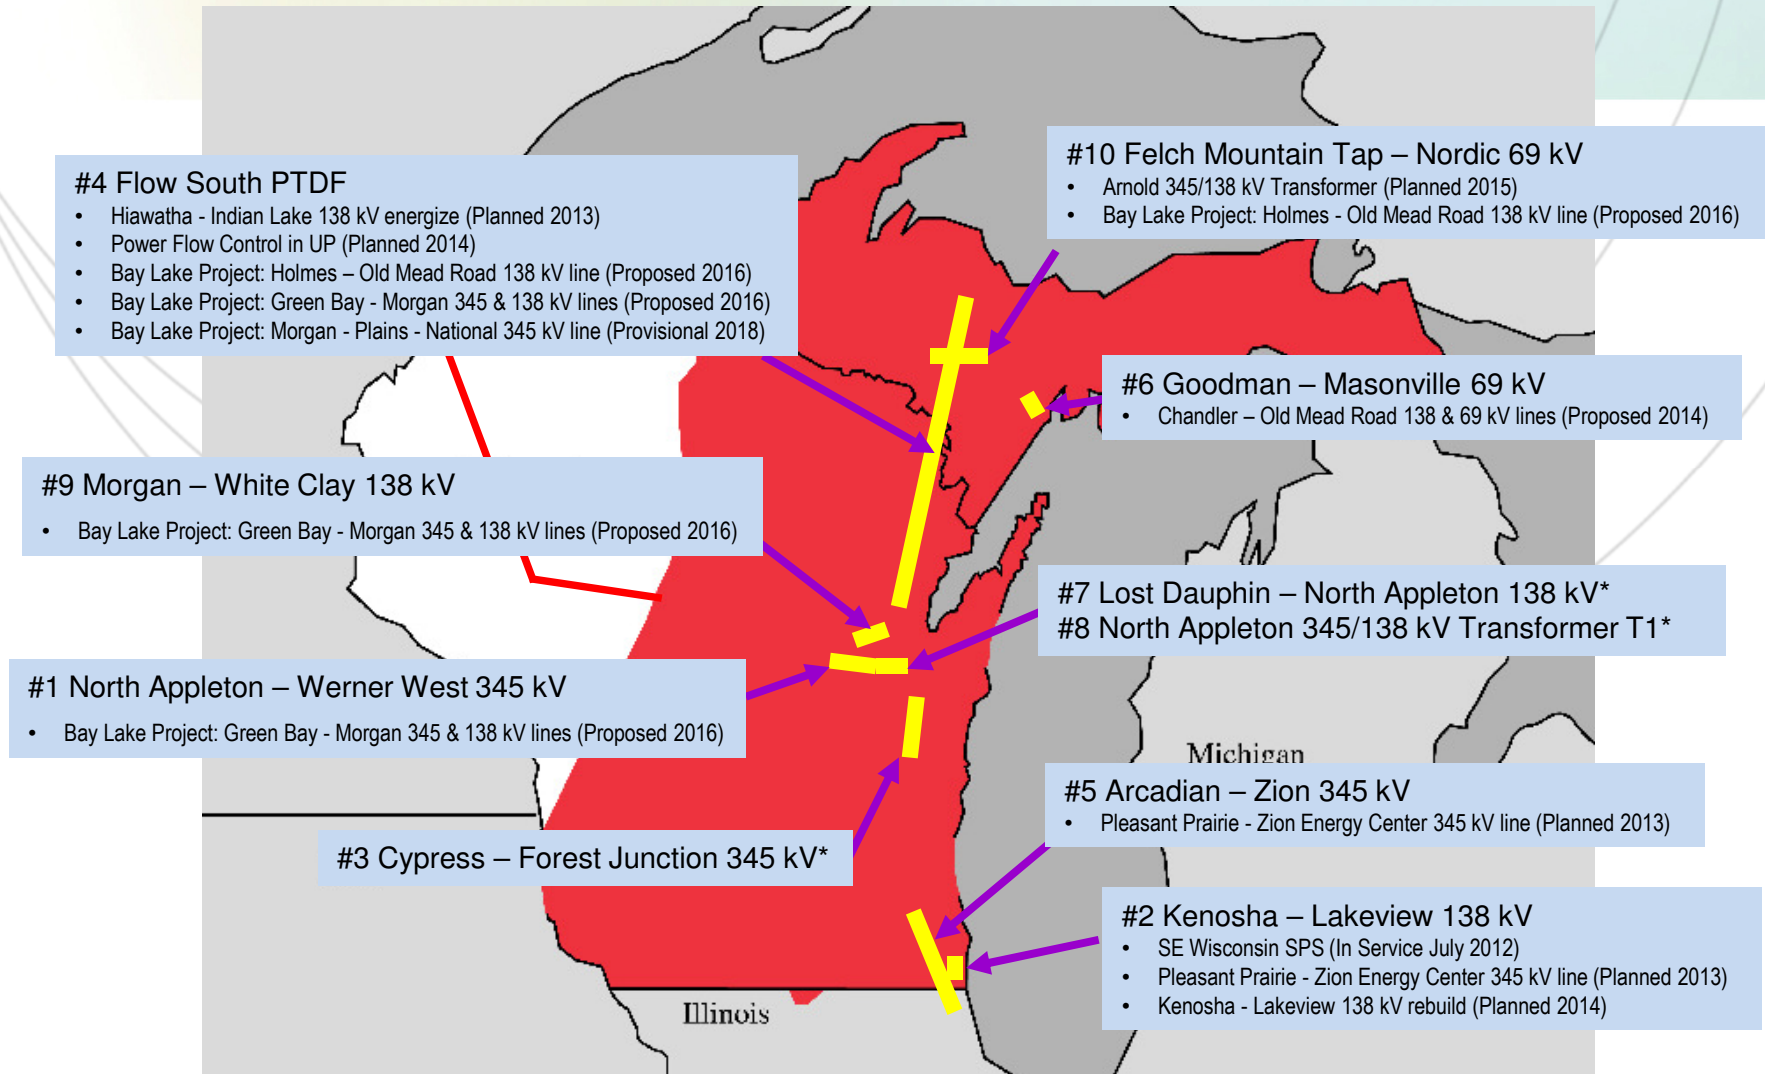 #10 Felch Mountain Tap – Nordic 69 kV
• Arnold 345/138 kV Transformer (Planned 2015)
• Bay Lake Project: Holmes - Old Mead Road 138 kV line (Proposed 2016)
#4 Flow South PTDF
• Hiawatha - Indian Lake 138 kV energize (Planned 2013)
• Power Flow Control in UP (Planned 2014)
• Bay Lake Project: Holmes – Old Mead Road 138 kV line (Proposed 2016)
• Bay Lake Project: Green Bay - Morgan 345 & 138 kV lines (Proposed 2016)
• Bay Lake Project: Morgan - Plains - National 345 kV line (Provisional 2018)
#6 Goodman – Masonville 69 kV
• Chandler – Old Mead Road 138 & 69 kV lines (Proposed 2014)
#9 Morgan – White Clay 138 kV
• Bay Lake Project: Green Bay - Morgan 345 & 138 kV lines (Proposed 2016)
#7 Lost Dauphin – North Appleton 138 kV*
#8 North Appleton 345/138 kV Transformer T1*
#1 North Appleton – Werner West 345 kV
• Bay Lake Project: Green Bay - Morgan 345 & 138 kV lines (Proposed 2016)
Michigan
#5 Arcadian – Zion 345 kV
• Pleasant Prairie - Zion Energy Center 345 kV line (Planned 2013)
#3 Cypress – Forest Junction 345 kV*
#2 Kenosha – Lakeview 138 kV
• SE Wisconsin SPS (In Service July 2012)
• Pleasant Prairie - Zion Energy Center 345 kV line (Planned 2013)
• Kenosha - Lakeview 138 kV rebuild (Planned 2014)
Illinois